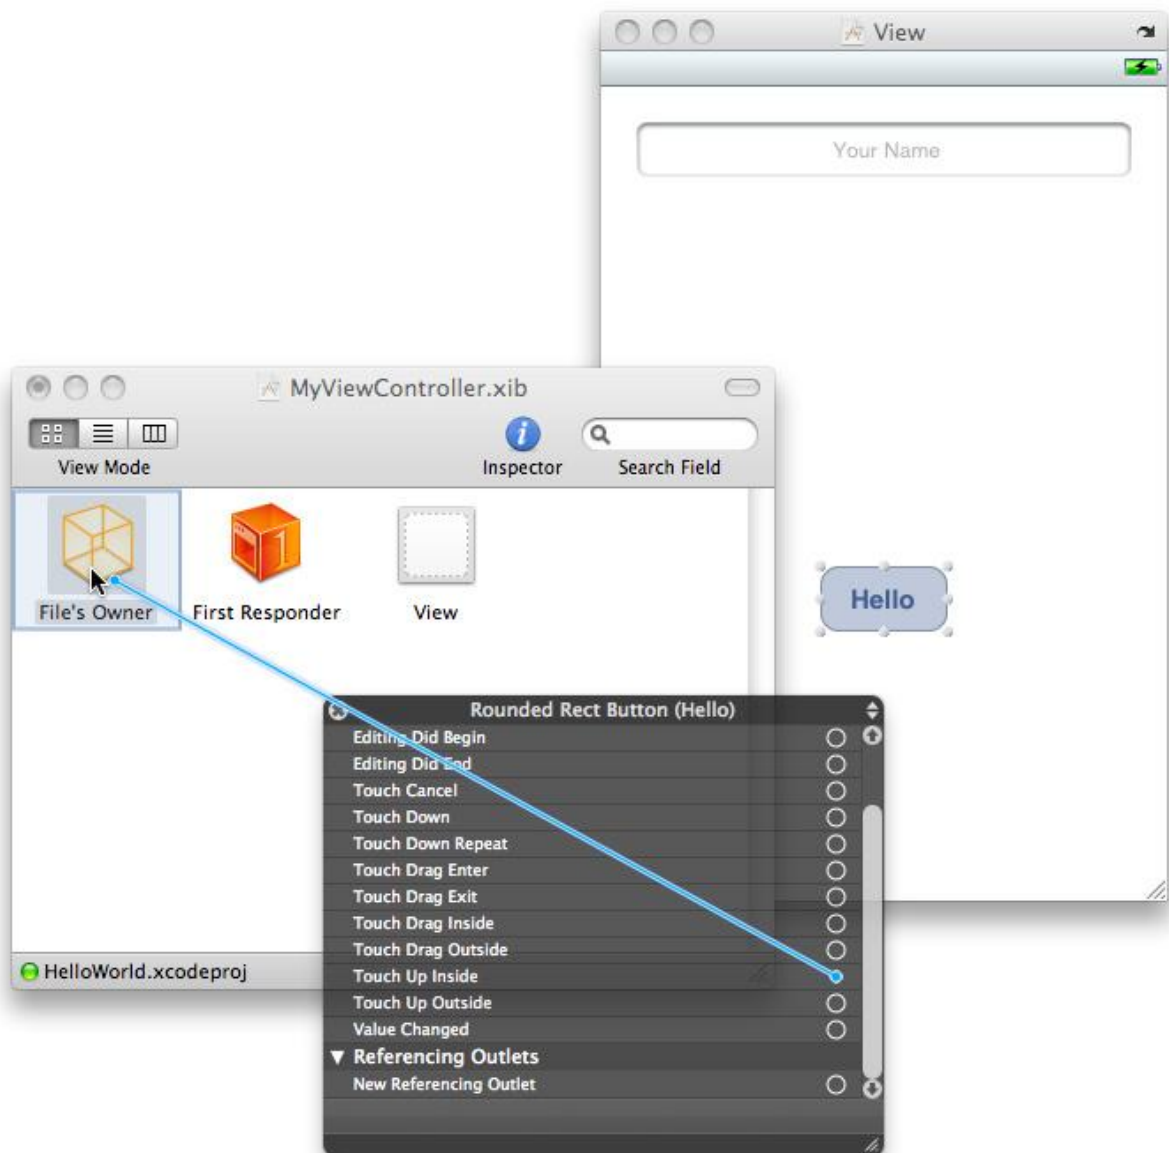 View
Your Name
MyViewController.xib
View Mode
Inspector
Search Field
File's Owner
First Responder
View
Hello
Rounded Rect Button (Hello)
Editing Did Begin
Editing Did End
Touch Cancel
Touch Down
Touch Down Repeat
Touch Drag Enter
Touch Drag Exit
Touch Drag Inside
Touch Drag Outside
Touch Up Inside
Touch Up Outside
Value Changed
Referencing Outlets
New Referencing Outlet
HelloWorld.xcodeproj